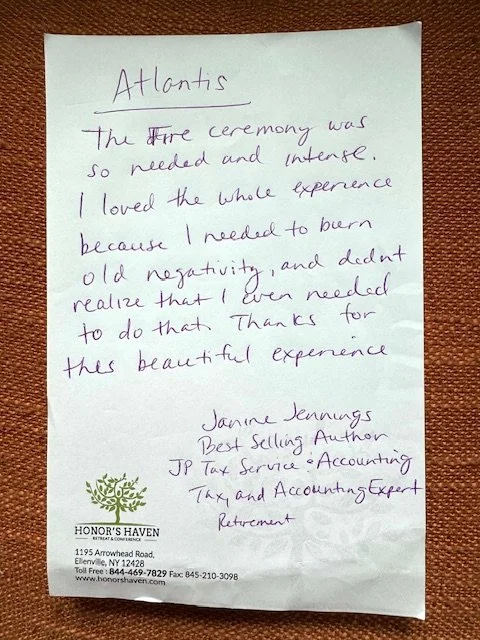 Atlantis
The Fire ceremony was
so needed and intense.
I loved the whole experience
because I needed to burn
old negativity, and didnt
realize that I even needed
to do that. Thanks for
this beautiful experience
Janine Jennings
Best Selling Author
JP Tax Service & Accounting
Tax, and Accounting Expert
Retirement
HONOR'S HAVEN
RETREAT & CONFERENCE
1195 Arrowhead Road,
Ellenville, NY 12428
Toll Free : 844-469-7829 Fax: 845-210-3098
www.honorshaven.com